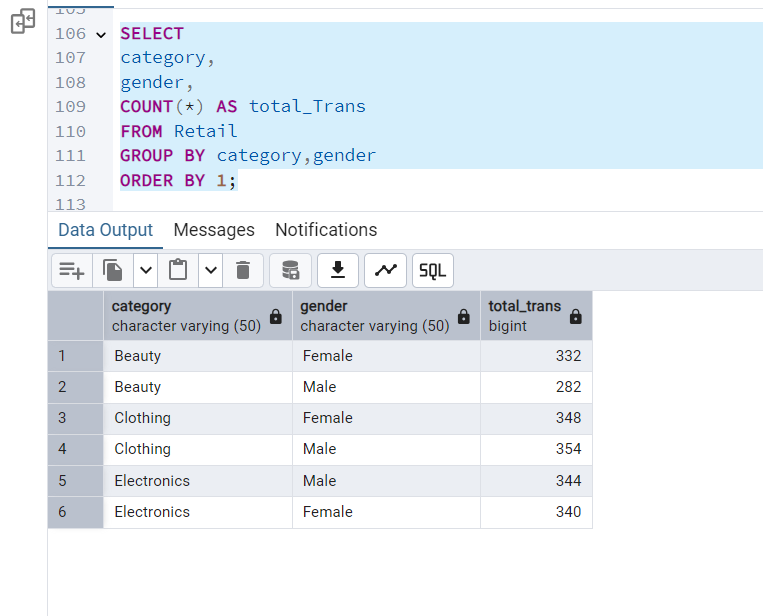 105
106 SELECT
107 category,
108 gender,
109 COUNT(*) AS total_Trans
110 FROM Retail
111 GROUP BY category,gender
112 ORDER BY 1;
113
Data Output Messages Notifications
SQL
category gender total_trans
character varying (50) character varying (50) bigint
1 Beauty Female 332
2 Beauty Male 282
3 Clothing Female 348
4 Clothing Male 354
5 Electronics Male 344
6 Electronics Female 340